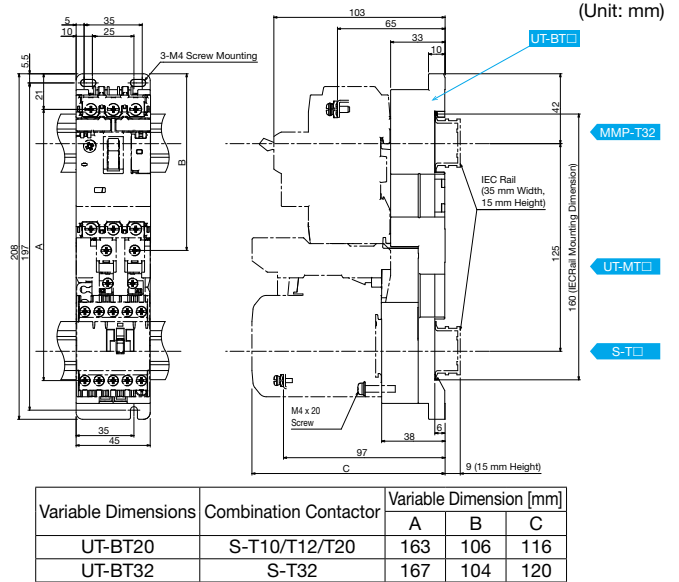 (Unit: mm)
103
5
35
65
10
25
33
10
UT-BT□
3-M4 Screw Mounting
5.5
21
42
MMP-T32
B
IEC Rail
(35 mm Width,
15 mm Height)
208
197
A
125
160 (IECRail Mounting Dimension)
UT-MT□
S-T□
M4 x 20
Screw
6
35
38
45
97
C
9 (15 mm Height)
Variable Dimensions Combination Contactor Variable Dimension [mm]
A B C
UT-BT20 S-T10/T12/T20 163 106 116
UT-BT32 S-T32 167 104 120